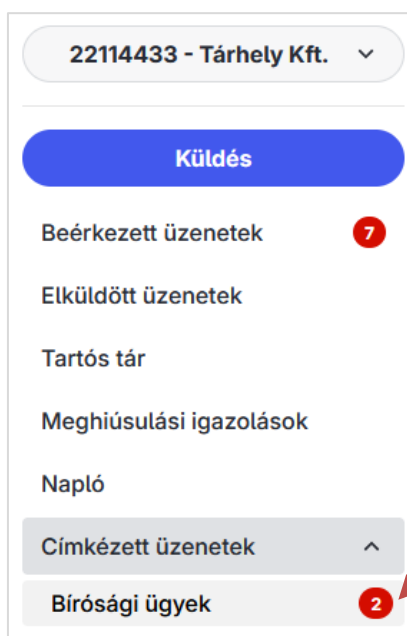 22114433 - Tárhely Kft.
Küldés
Beérkezett üzenetek 7
Elküldött üzenetek
Tartós tár
Meghiúsulási igazolások
Napló
Címkézett üzenetek
Bírósági ügyek 2